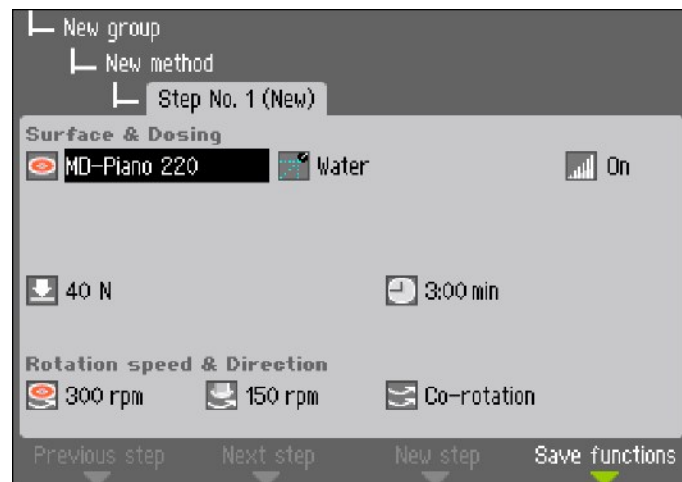 New group
New method
Step No. 1 (New)
Surface & Dosing
MD-Piano 220 Water On
40 N 3:00 min
Rotation speed & Direction
300 rpm 150 rpm Co-rotation
Previous step Next step New step Save functions